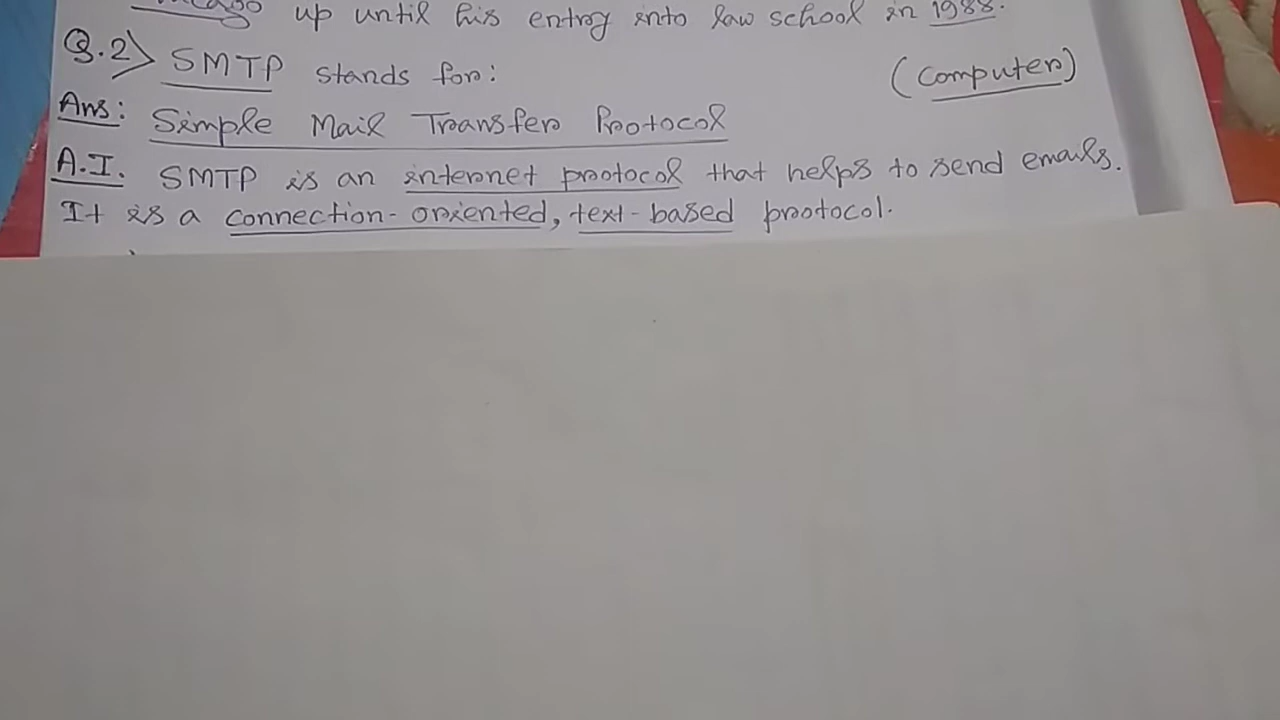 up until his entry into law school in 1988.
Q.2> SMTP stands for: (Computer)
Ans: Simple Mail Transfer Protocol
A.I. SMTP is an internet protocol that helps to send emails.
It is a connection-oriented, text-based protocol.